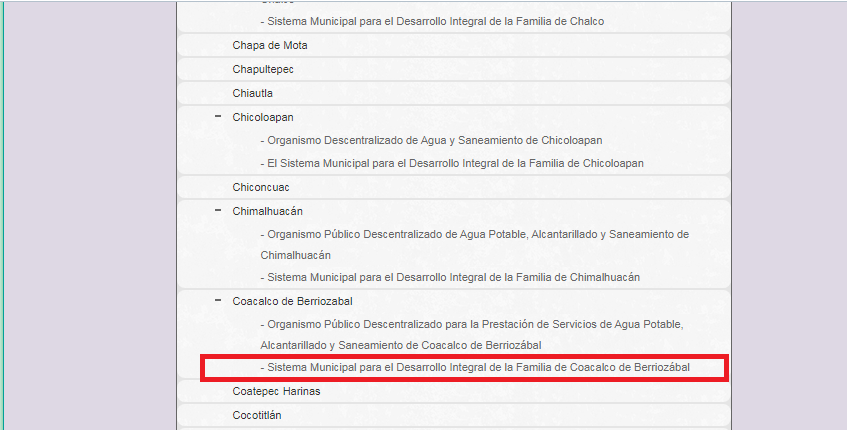 - Sistema Municipal para el Desarrollo Integral de la Familia de Chalco
Chapa de Mota
Chapultepec
Chiautla
Chicoloapan
- Organismo Descentralizado de Agua y Saneamiento de Chicoloapan
- El Sistema Municipal para el Desarrollo Integral de la Familia de Chicoloapan
Chiconcuac
Chimalhuacán
- Organismo Público Descentralizado de Agua Potable, Alcantarillado y Saneamiento de
Chimalhuacán
- Sistema Municipal para el Desarrollo Integral de la Familia de Chimalhuacán
Coacalco de Berriozabal
- Organismo Público Descentralizado para la Prestación de Servicios de Agua Potable,
Alcantarillado y Saneamiento de Coacalco de Berriozábal
- Sistema Municipal para el Desarrollo Integral de la Familia de Coacalco de Berriozábal
Coatepec Harinas
Cocotitlán